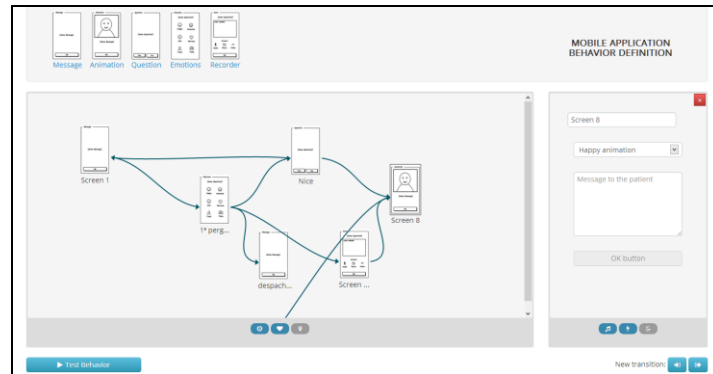 MOBILE APPLICATION
BEHAVIOR DEFINITION
Message Animation Question Emotions Recorder
Screen 1
1ª perg...
Nice
despach...
Screen ...
Screen 8
Screen 8
Happy animation
Message to the patient
OK button
Test Behavior
New transition: